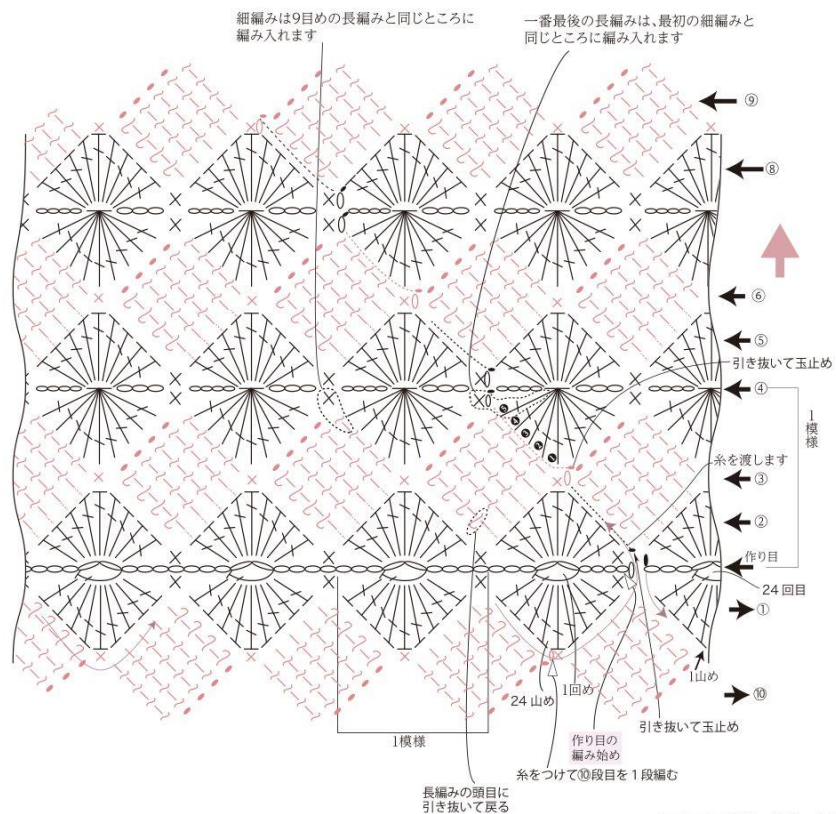 細編みは9目めの長編みと同じところに
編み入れます
一番最後の長編みは、最初の細編みと
同じところに編み入れます
⑨
⑧
⑥
⑤
引き抜いて玉止め
④
1模様
糸を渡します
③
②
作り目
24回目
①
1山め
⑩
24山め
1回め
引き抜いて玉止め
1模様
作り目の
編み始め
糸をつけて⑩段目を1段編む
長編みの頭目に
引き抜いて戻る